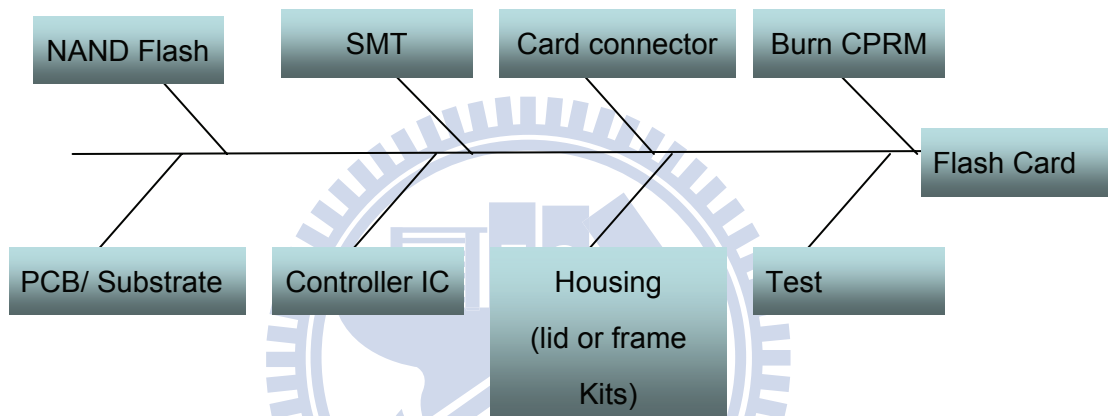 NAND Flash
SMT
Card connector
Burn CPRM
Flash Card
PCB/ Substrate
Controller IC
Housing
(lid or frame
Kits)
Test